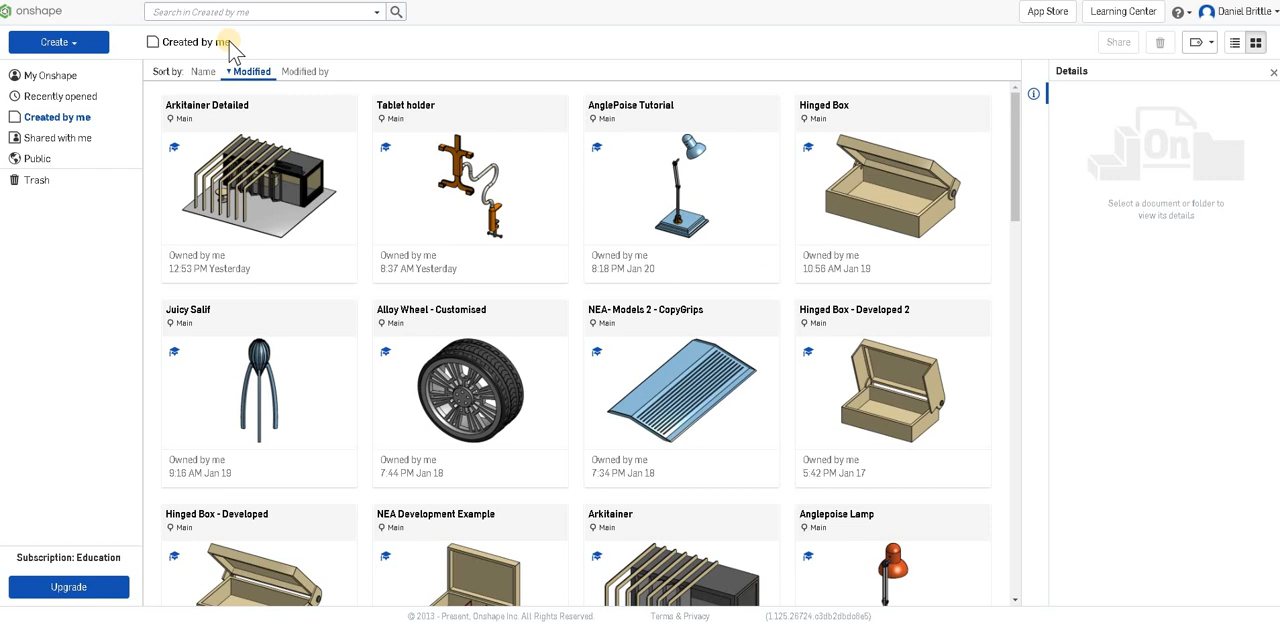 onshape
Search in Created by me
App Store
Learning Center
Daniel Brittle
Create
Created by me
Share
My Onshape
Recently opened
Created by me
Shared with me
Public
Trash
Sort by: Name Modified Modified by
Details
Arkitainer Detailed
Main
Tablet holder
Main
AnglePoise Tutorial
Main
Hinged Box
Main
On
Select a document or folder to
view its details
Owned by me
12:53 PM Yesterday
Owned by me
8:37 AM Yesterday
Owned by me
8:18 PM Jan 20
Owned by me
10:56 AM Jan 19
Juicy Salif
Main
Alloy Wheel - Customised
Main
NEA- Models 2 - CopyGrips
Main
Hinged Box - Developed 2
Main
Owned by me
9:16 AM Jan 19
Owned by me
7:44 PM Jan 18
Owned by me
7:34 PM Jan 18
Owned by me
5:42 PM Jan 17
Hinged Box - Developed
Main
NEA Development Example
Main
Arkitainer
Main
Anglepoise Lamp
Main
Subscription: Education
Upgrade
© 2013 - Present, Onshape Inc. All Rights Reserved.
Terms & Privacy
(1.125.26724.c3db2dbdc8e5)